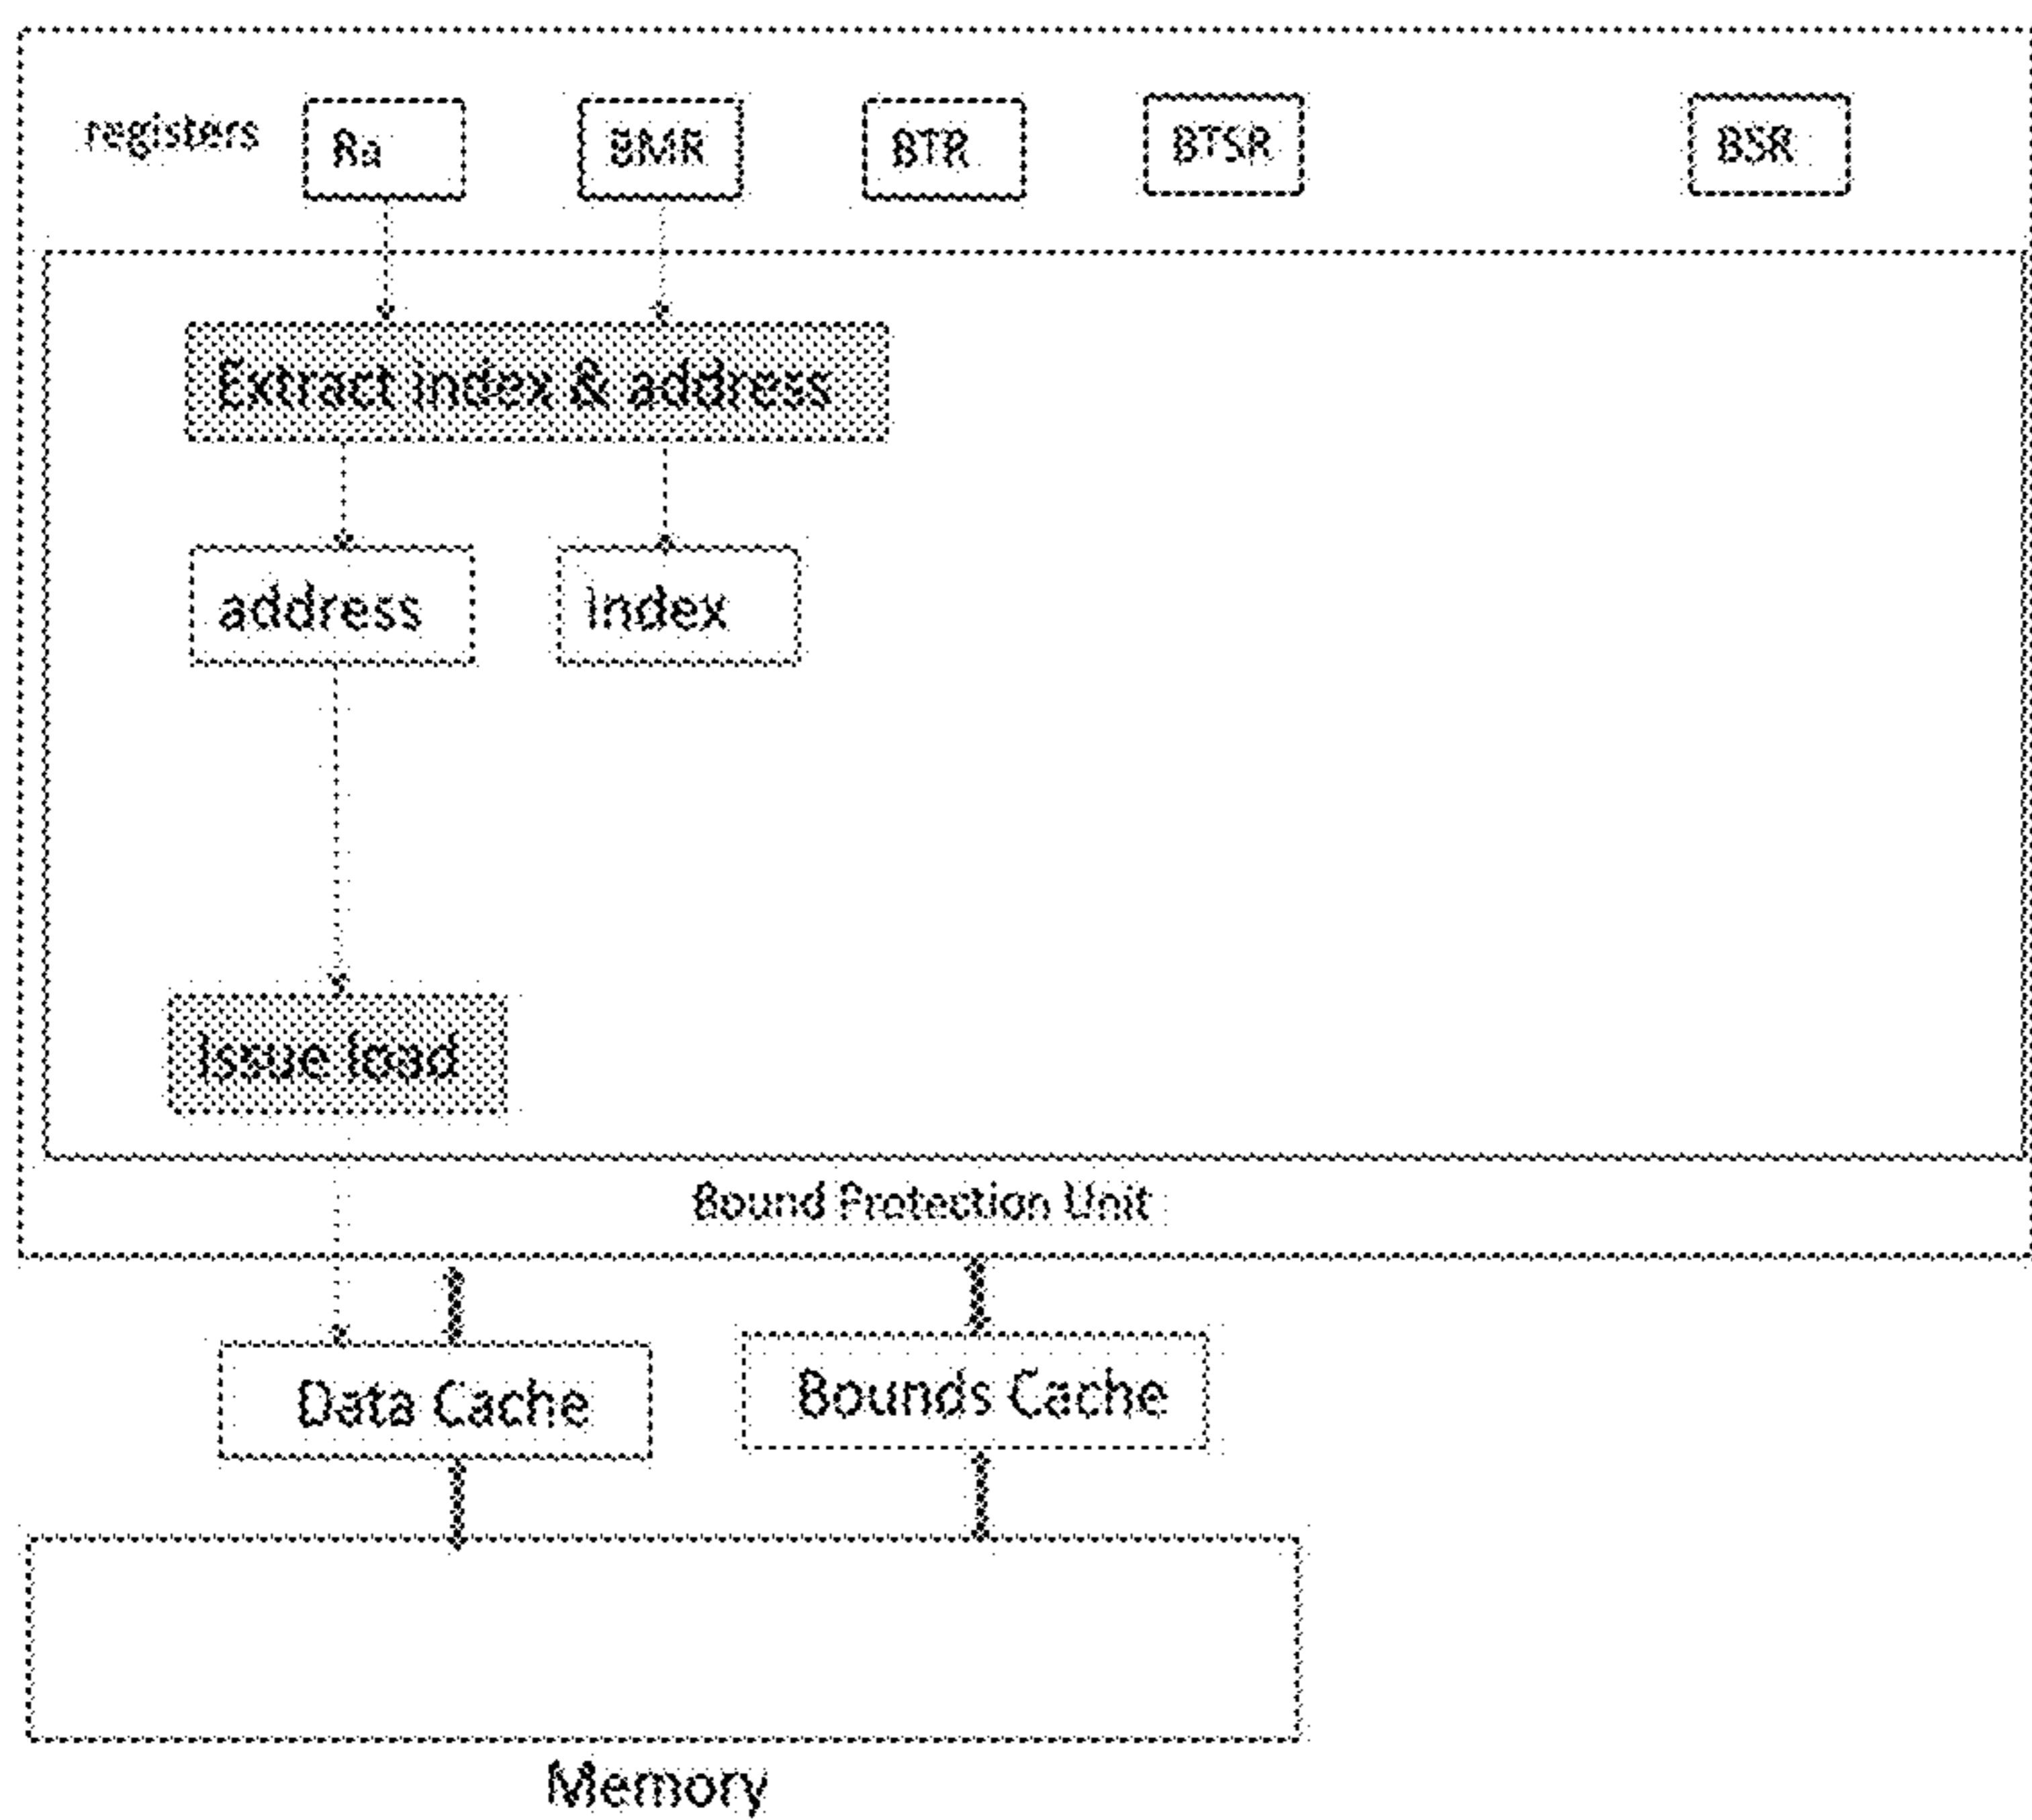 registers
Ra
BMR
BTR
BTSR
BSR
Extract index & address
address
index
Issue load
Bound Protection Unit
Data Cache
Bounds Cache
Memory